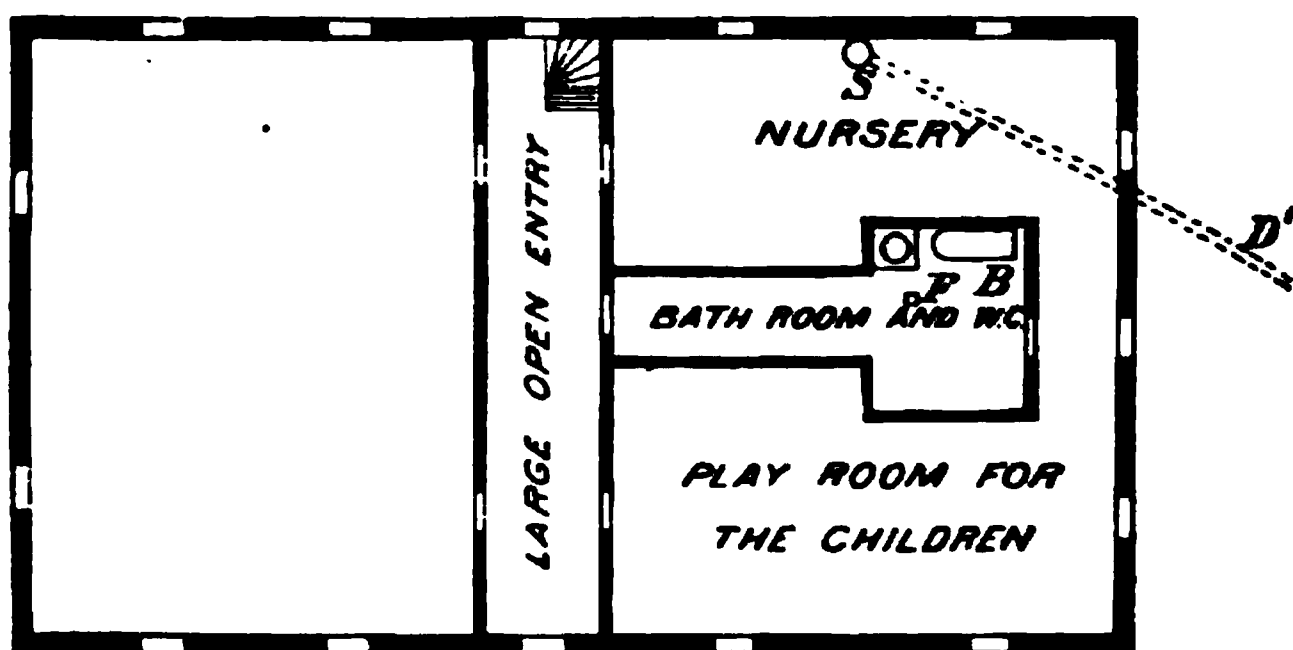 S
NURSERY
D'
LARGE OPEN ENTRY
F B
BATH ROOM AND W.C.
PLAY ROOM FOR
THE CHILDREN